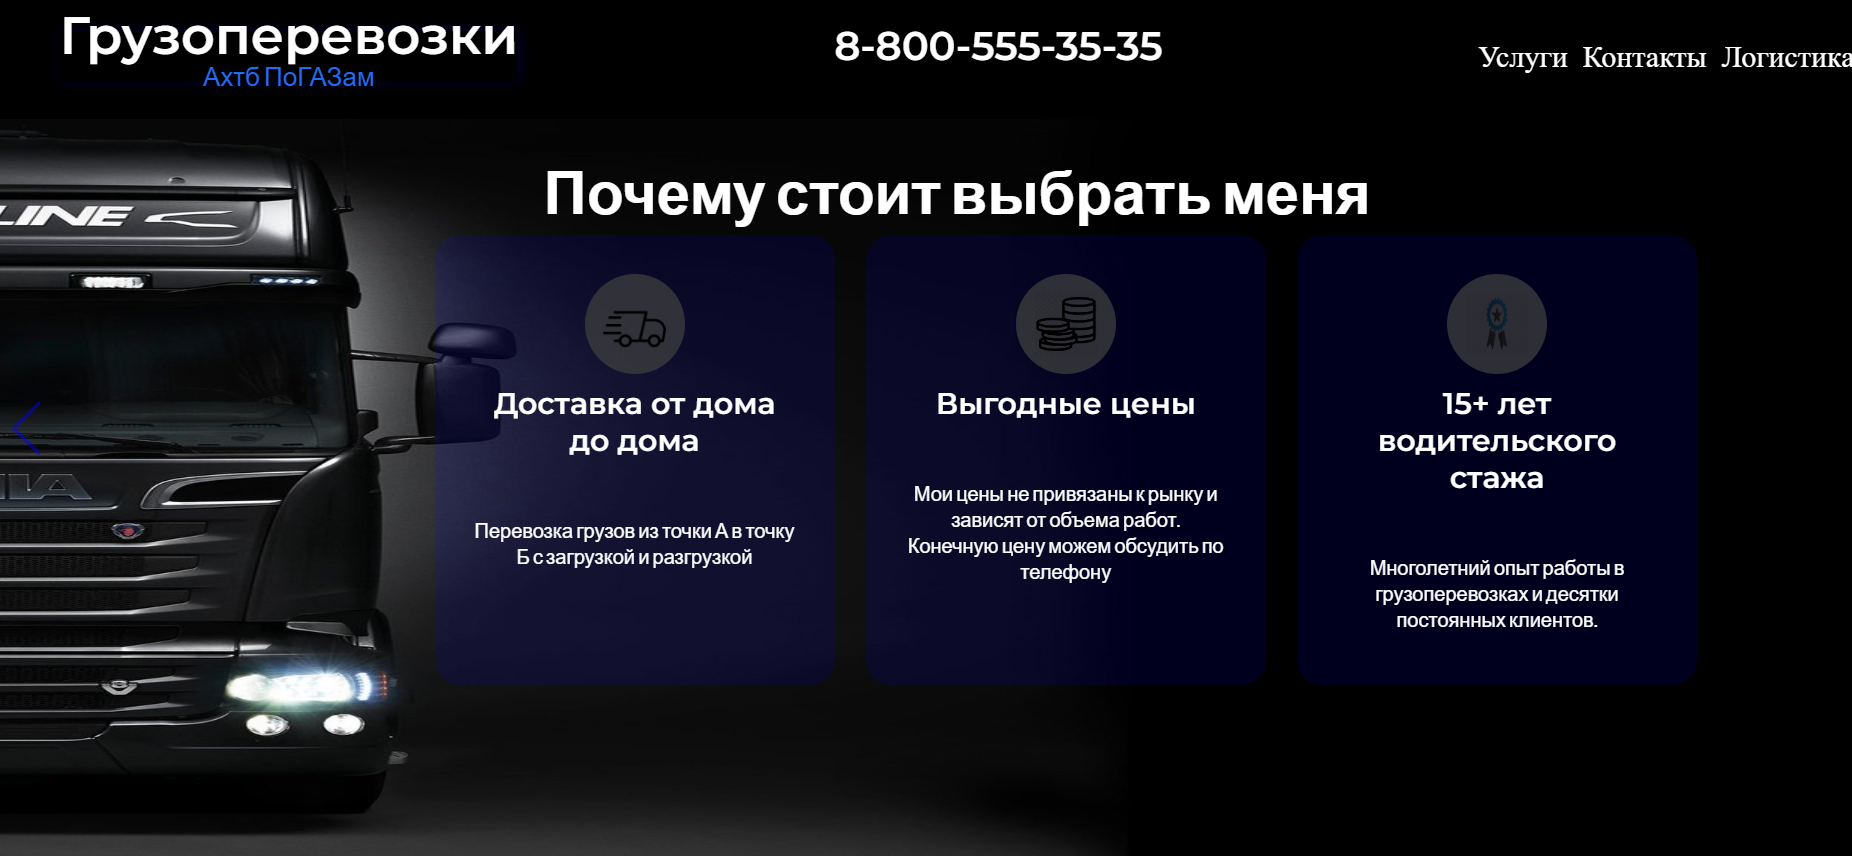 Грузоперевозки
Ахтб ПоГАЗам
8-800-555-35-35
Услуги Контакты Логистика
LINE
Почему стоит выбрать меня
Доставка от дома
до дома
Перевозка грузов из точки А в точку
Б с загрузкой и разгрузкой
Выгодные цены
Мои цены не привязаны к рынку и
зависят от объема работ.
Конечную цену можем обсудить по
телефону
15+ лет
водительского
стажа
Многолетний опыт работы в
грузоперевозках и десятки
постоянных клиентов.